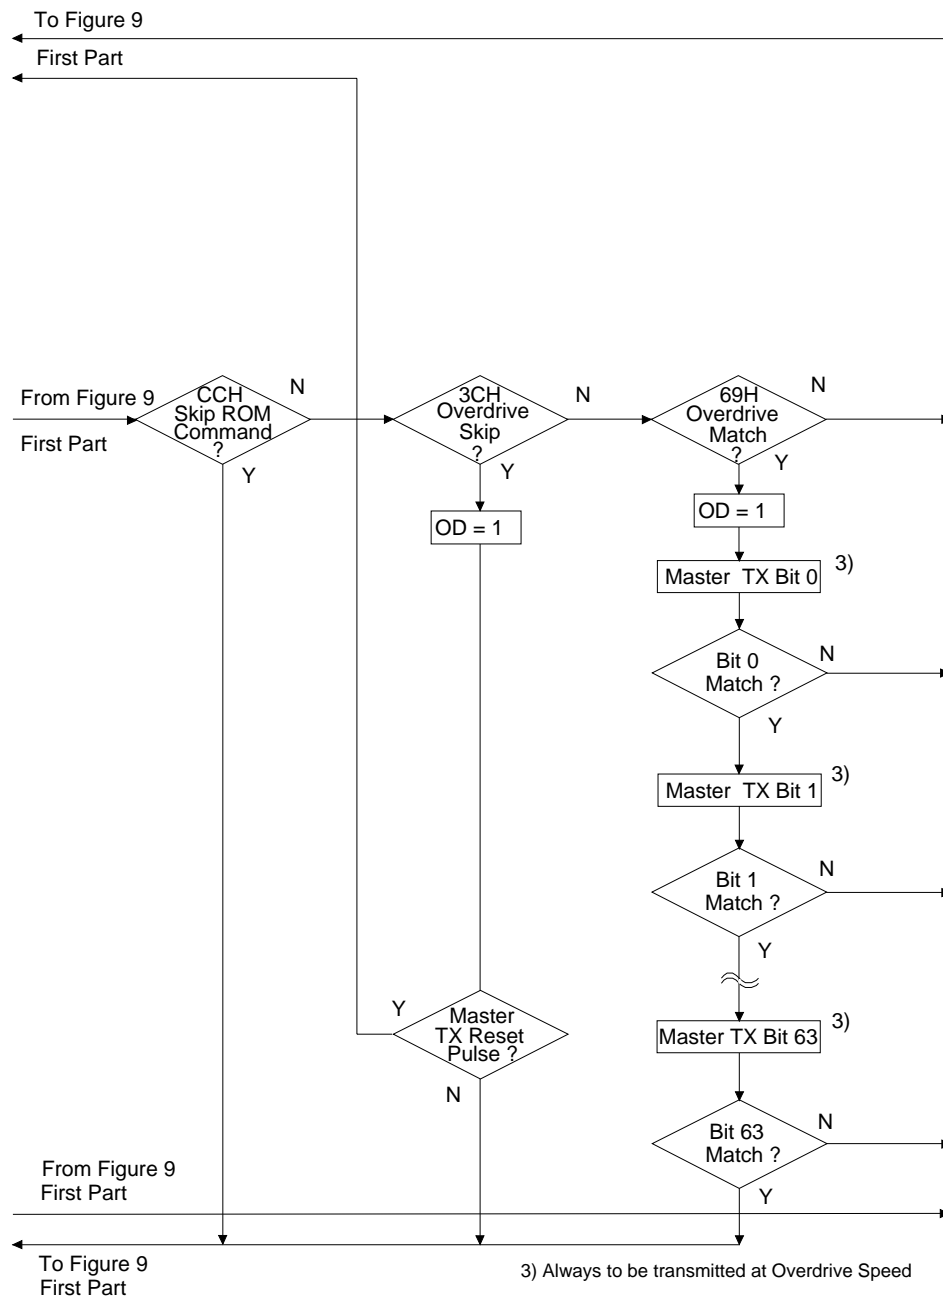 To Figure 9
First Part
From Figure 9
First Part
CCH
Skip ROM
Command
?
N
Y
3CH
Overdrive
Skip
?
N
Y
69H
Overdrive
Match
?
N
Y
OD = 1
OD = 1
Master TX Bit 0
3)
Bit 0
Match ?
N
Y
Master TX Bit 1
3)
Bit 1
Match ?
N
Y
Y
Master
TX Reset
Pulse ?
N
Master TX Bit 63
3)
Bit 63
Match ?
N
Y
From Figure 9
First Part
To Figure 9
First Part
3) Always to be transmitted at Overdrive Speed